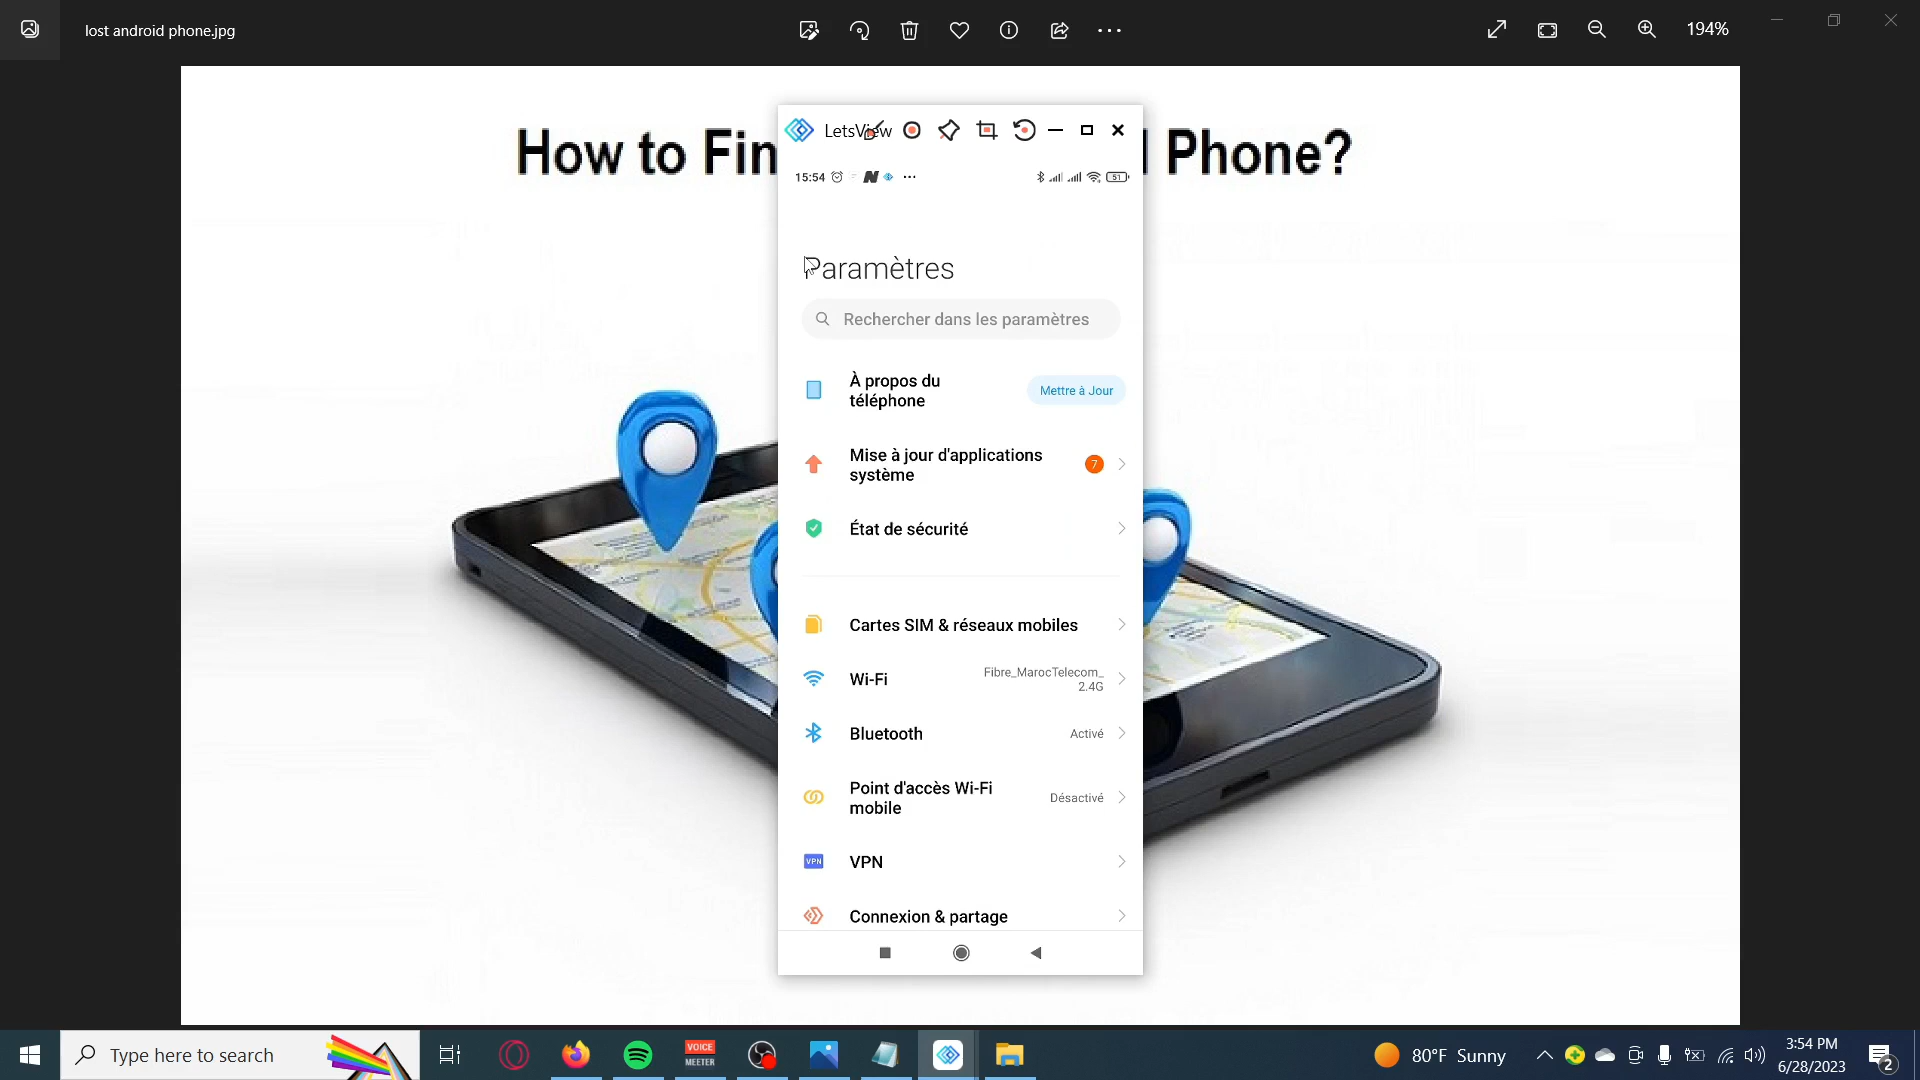 lost android phone.jpg
194%
How to Fin
Phone?
LetsView
15:54
51
Paramètres
Rechercher dans les paramètres
À propos du
téléphone
Mettre à Jour
Mise à jour d'applications
système
7
État de sécurité
Cartes SIM & réseaux mobiles
Wi-Fi
Fibre_MarocTelecom_
2.4G
Bluetooth
Activé
Point d'accès Wi-Fi
mobile
Désactivé
VPN
VPN
Connexion & partage
Type here to search
VOICE
MEETER
80°F Sunny
3:54 PM
6/28/2023
2